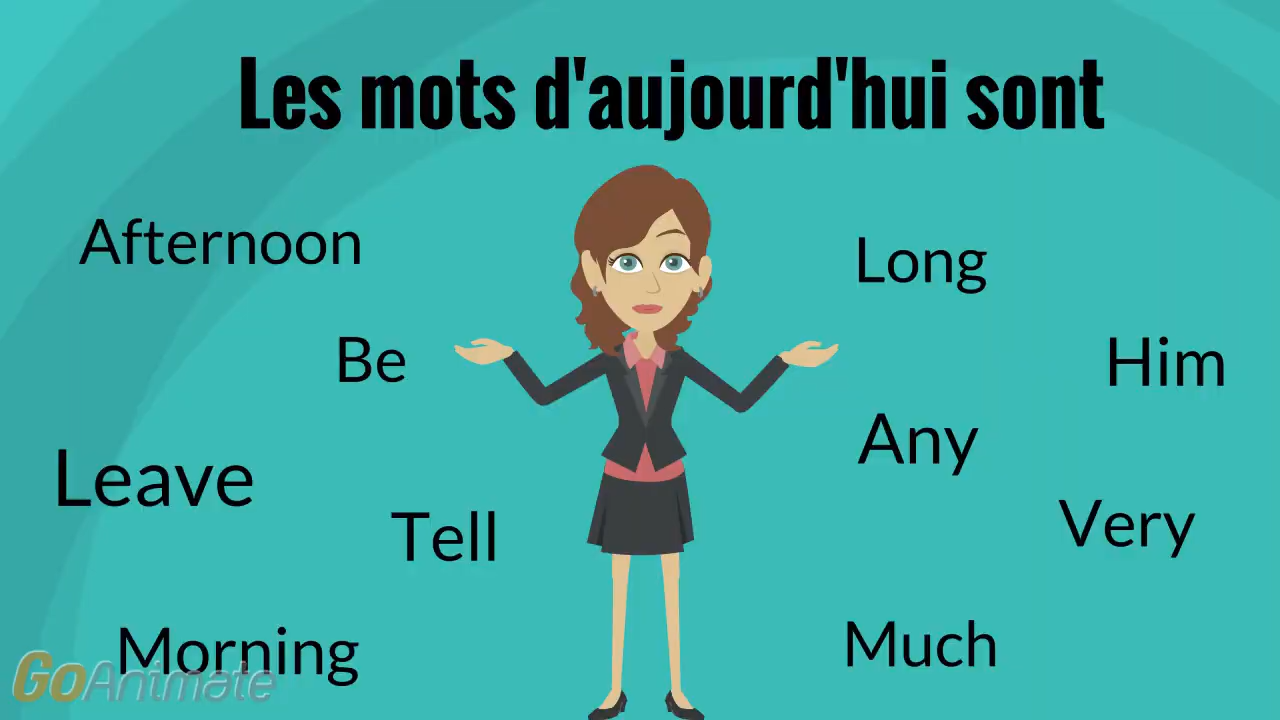 Les mots d'aujourd'hui sont
Afternoon
Long
Be
Him
Any
Leave
Very
Tell
Morning
Much
GoAnimate